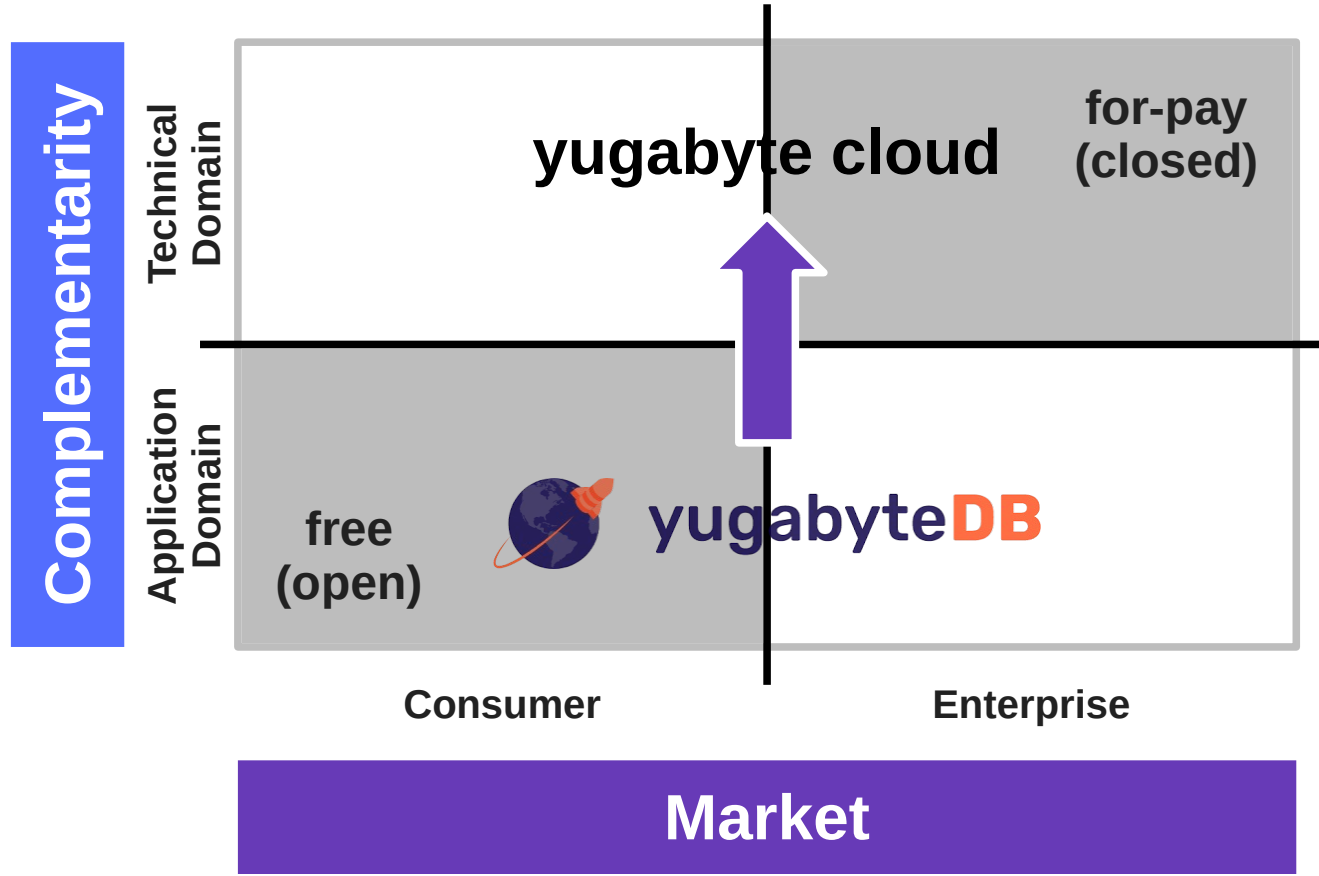 Complementarity
Technical
Domain
Application
Domain
yugabyte cloud
for-pay
(closed)
free
(open)
yugabyteDB
Consumer
Enterprise
Market